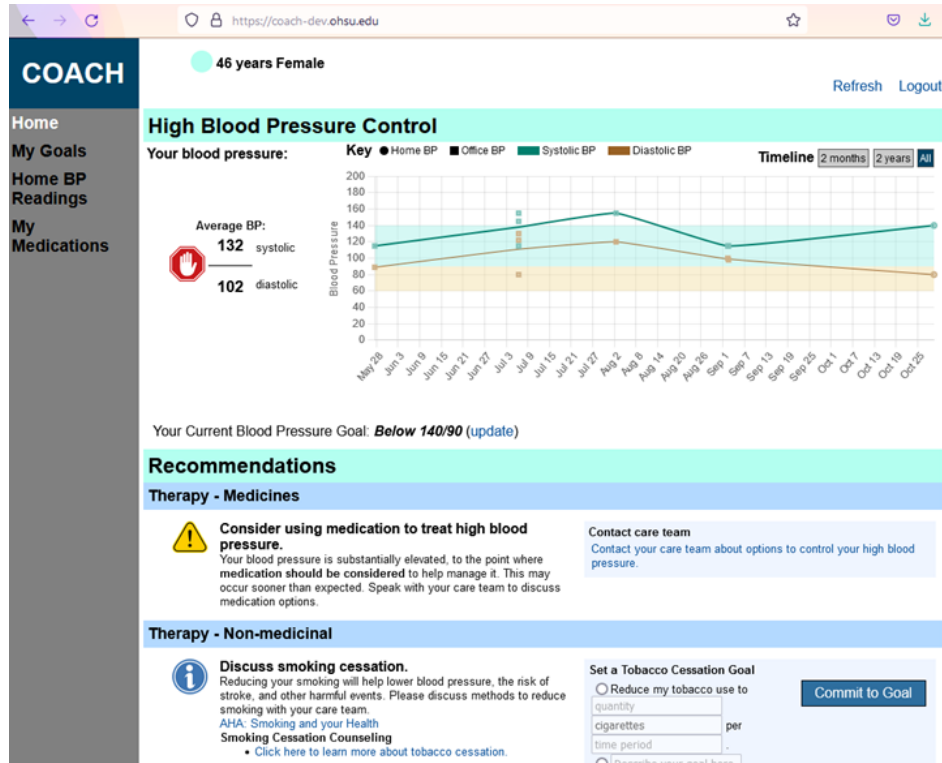 https://coach-dev.ohsu.edu
COACH
46 years Female
Refresh Logout
Home
My Goals
Home BP
Readings
My
Medications
High Blood Pressure Control
Your blood pressure:
Key Home BP Office BP Systolic BP Diastolic BP
Timeline 2 months 2 years All
Average BP:
132 systolic
102 diastolic
Blood Pressure
200
180
160
140
120
100
80
60
40
20
0
May 28 Jun 3 Jun 9 Jun 15 Jun 21 Jun 27 Jul 3 Jul 9 Jul 15 Jul 21 Jul 27 Aug 2 Aug 8 Aug 14 Aug 20 Aug 26 Sep 1 Sep 7 Sep 13 Sep 19 Sep 25 Oct 1 Oct 7 Oct 13 Oct 19 Oct 25
Your Current Blood Pressure Goal: Below 140/90 (update)
Recommendations
Therapy - Medicines
Consider using medication to treat high blood
pressure.
Your blood pressure is substantially elevated, to the point where
medication should be considered to help manage it. This may
occur sooner than expected. Speak with your care team to discuss
medication options.
Contact care team
Contact your care team about options to control your high blood
pressure.
Therapy - Non-medicinal
Discuss smoking cessation.
Reducing your smoking will help lower blood pressure, the risk of
stroke, and other harmful events. Please discuss methods to reduce
smoking with your care team.
AHA: Smoking and your Health
Smoking Cessation Counseling
• Click here to learn more about tobacco cessation.
Set a Tobacco Cessation Goal
Reduce my tobacco use to
quantity
cigarettes per
time period .
Describe your goal here
Commit to Goal